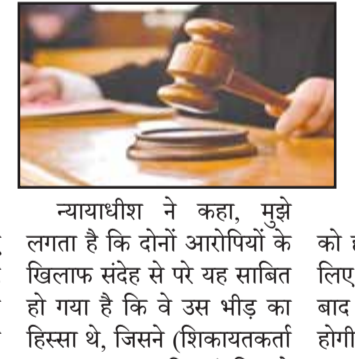 न्यायाधीश ने कहा, मुझे
लगता है कि दोनों आरोपियों के
खिलाफ संदेह से परे यह साबित
हो गया है कि वे उस भीड़ का
हिस्सा थे, जिसने (शिकायतकर्ता
को
लिए
बाद
होगी